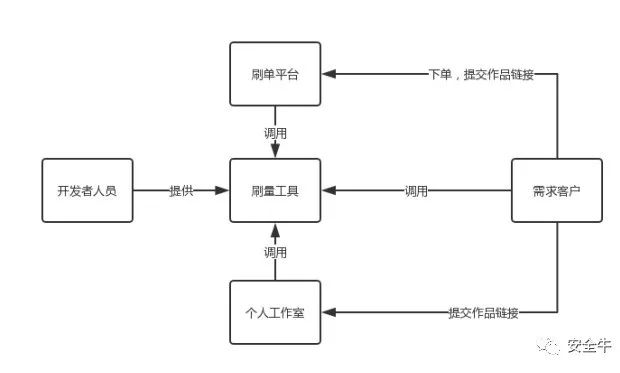 刷单平台
下单，提交作品链接
调用
开发者人员
提供
刷量工具
调用
需求客户
调用
个人工作室
提交作品链接
安全牛